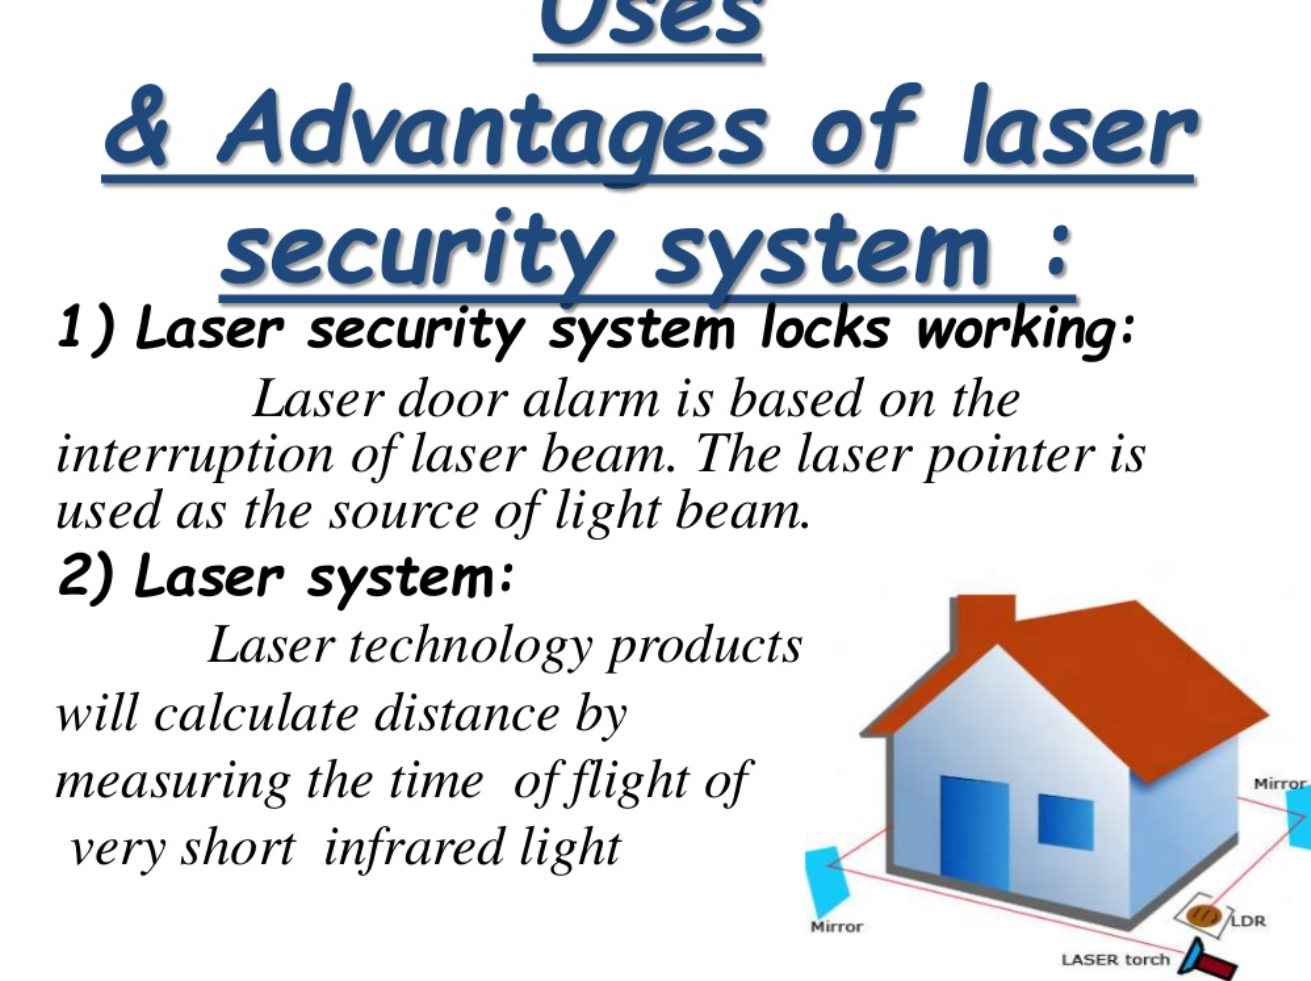 Uses
& Advantages of laser
security system :
1) Laser security system locks working:
Laser door alarm is based on the
interruption of laser beam. The laser pointer is
used as the source of light beam.
2) Laser system:
Laser technology products
will calculate distance by
measuring the time of flight of
very short infrared light
Mirror
Mirror
LDR
LASER torch